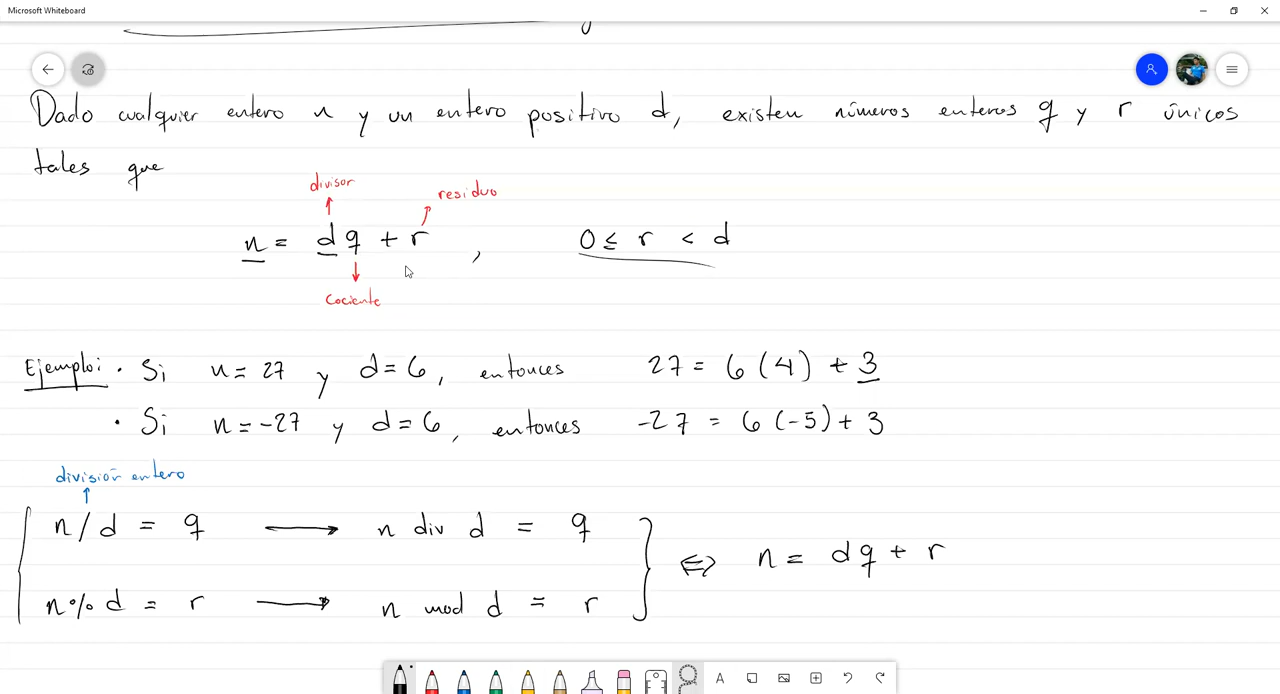 Microsoft Whiteboard
Dado cualquier entero n y un entero positivo d, existen números enteros q y r únicos
tales que
divisor
residuo
n = dq + r , 0 ≤ r < d
cociente
Ejemplo: • Si n = 27 y d = 6, entonces 27 = 6(4) + 3
• Si n = -27 y d = 6, entonces -27 = 6(-5) + 3
división entero
n/d = q → n div d = q
⇔ n = dq + r
n % d = r → n mod d = r
A